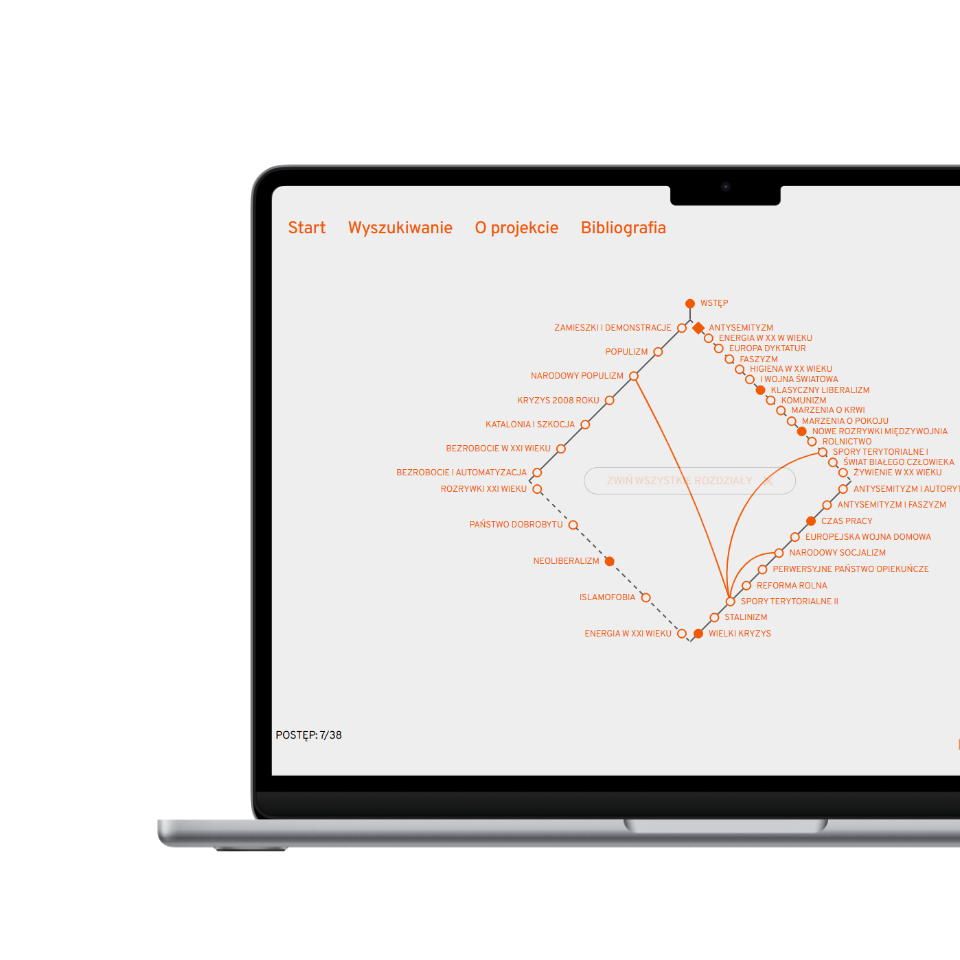 Start Wyszukiwanie O projekcie Bibliografia
WSTĘP
ZAMIESZKI I DEMONSTRACJE
POPULIZM
NARODOWY POPULIZM
KRYZYS 2008 ROKU
KATALONIA I SZKOCJA
BEZROBOCIE W XXI WIEKU
BEZROBOCIE I AUTOMATYZACJA
ROZRYWKI XXI WIEKU
PAŃSTWO DOBROBYTU
NEOLIBERALIZM
ISLAMOFOBIA
ENERGIA W XXI WIEKU
ANTYSEMITYZM
ENERGIA W XX W WIEKU
EUROPA DYKTATUR
FASZYZM
HIGIENA W XX WIEKU
I WOJNA ŚWIATOWA
KLASYCZNY LIBERALIZM
KOMUNIZM
MARZENIA O KRWI
MARZENIA O POKOJU
NOWE ROZRYWKI MIĘDZYWOJNIA
ROLNICTWO
SPORY TERYTORIALNE I
ŚWIAT BIAŁEGO CZŁOWIEKA
ŻYWIENIE W XX WIEKU
ANTYSEMITYZM I AUTORYT
ANTYSEMITYZM I FASZYZM
CZAS PRACY
EUROPEJSKA WOJNA DOMOWA
NARODOWY SOCJALIZM
PERWERSYJNE PAŃSTWO OPIEKUŃCZE
REFORMA ROLNA
SPORY TERYTORIALNE II
STALINIZM
WIELKI KRYZYS
ZWIŃ WSZYSTKIE ROZDZIAŁY
POSTĘP: 7/38